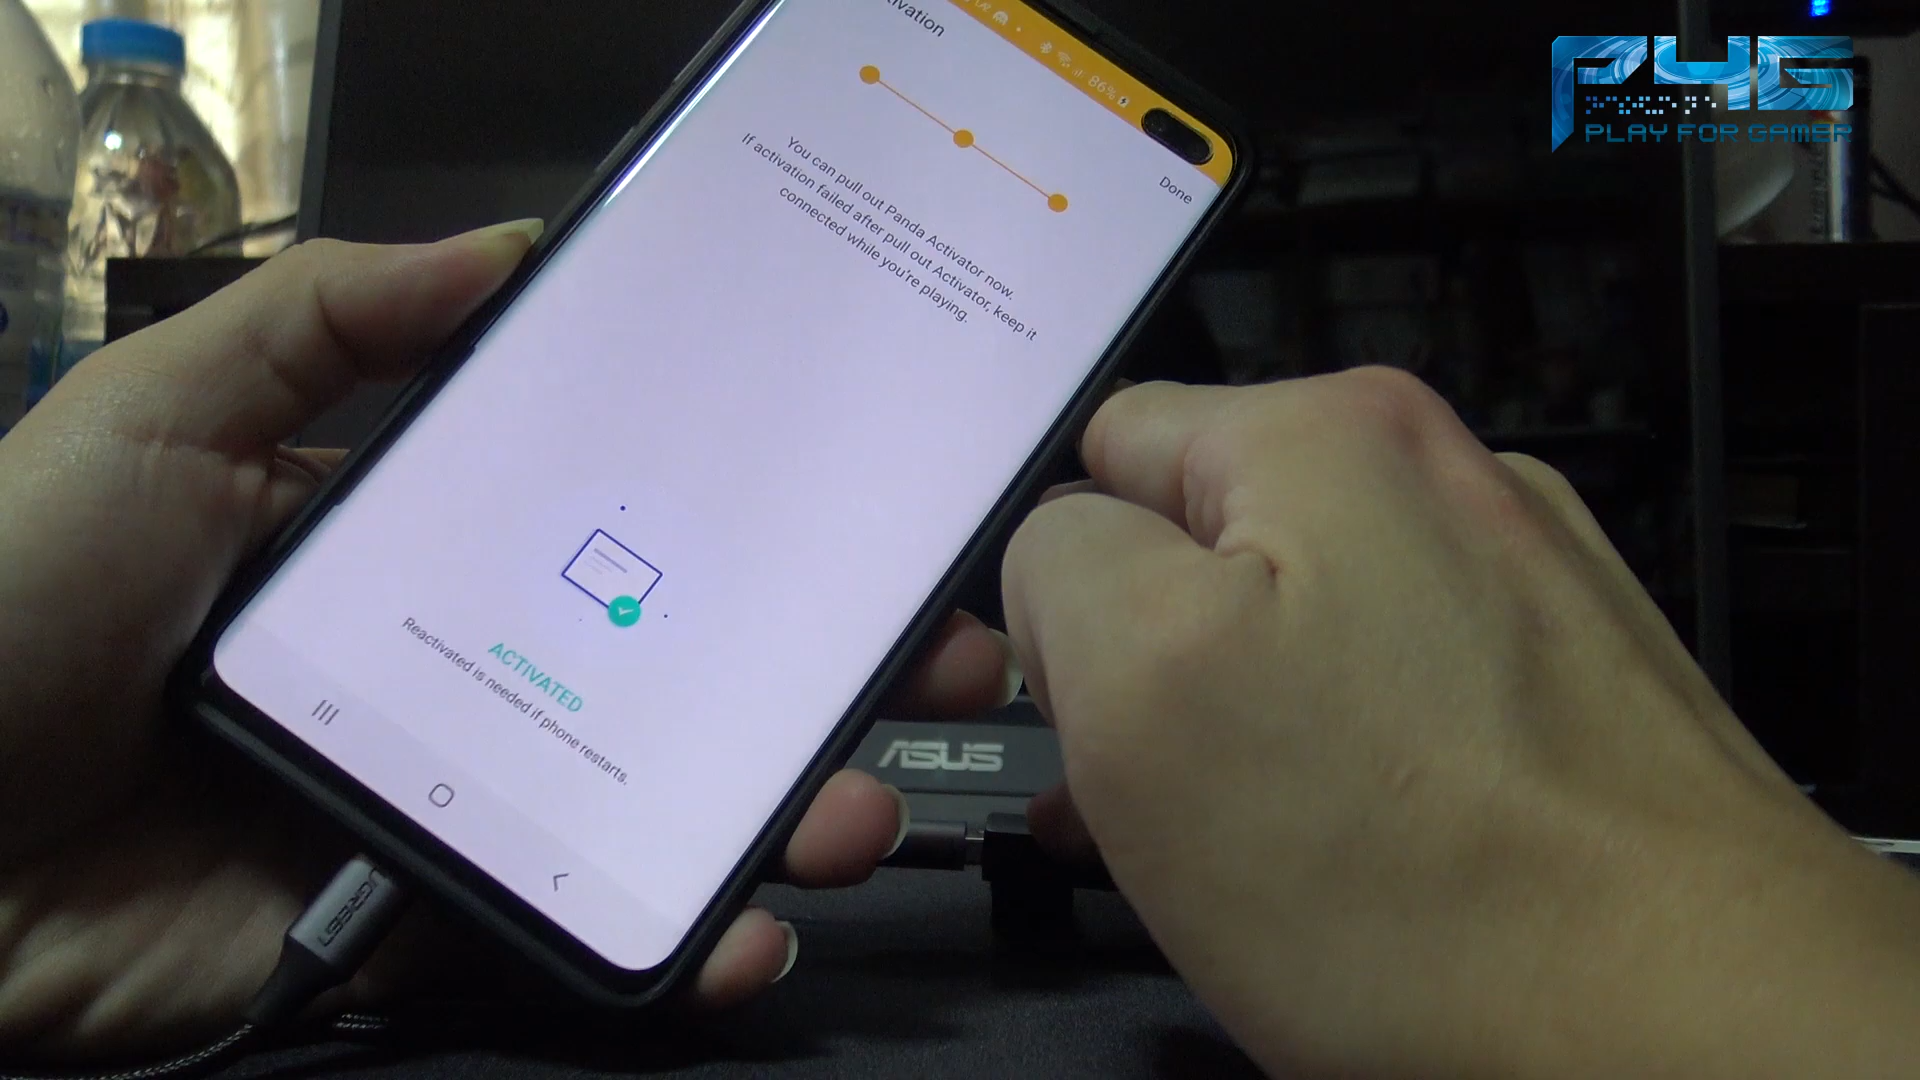 86%
Done
You can pull out Panda Activator now.
If activation failed after pull out Activator, keep it
connected while you're playing.
ACTIVATED
Reactivated is needed if phone restarts.
UGREEN
ASUS
P4G
PLAY FOR GAMER